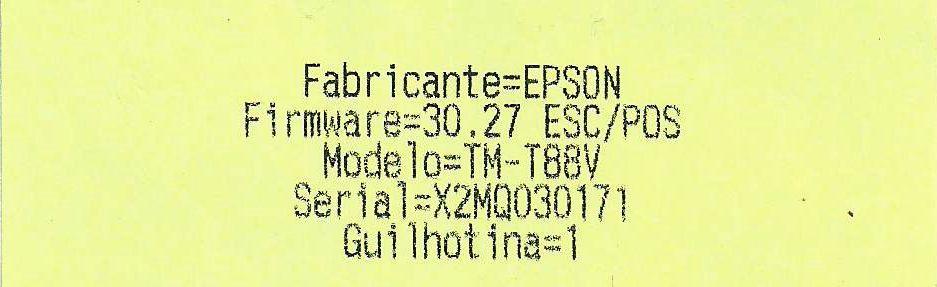 Fabricante=EPSON
Firmware=30.27 ESC/POS
Modelo=TM-T88V
Serial=X2MQ030171
Guilhotina=1